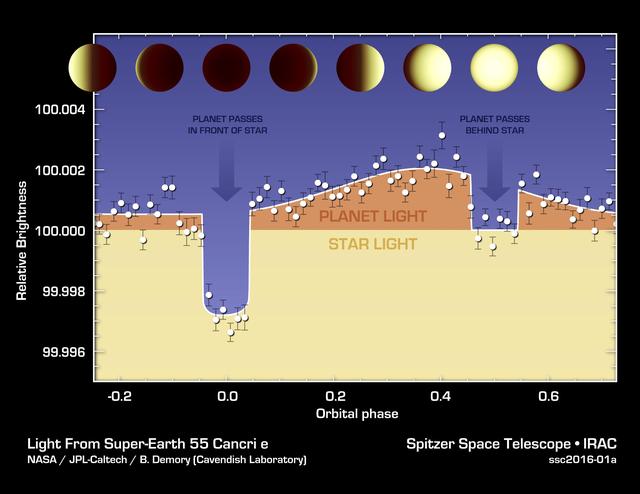 PLANET PASSES
IN FRONT OF STAR
PLANET PASSES
BEHIND STAR
100.004
100.002
100.000
99.998
99.996
Relative Brightness
PLANET LIGHT
STAR LIGHT
-0.2
0.0
0.2
0.4
0.6
Orbital phase
Light From Super-Earth 55 Cancri e
NASA / JPL-Caltech / B. Demory (Cavendish Laboratory)
Spitzer Space Telescope • IRAC
ssc2016-01a